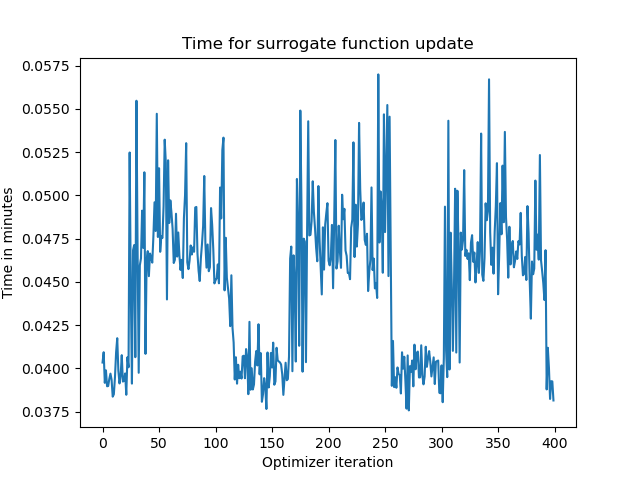 Time for surrogate function update
0.0575
0.0550
0.0525
0.0500
0.0475
0.0450
0.0425
0.0400
0.0375
Time in minutes
0 50 100 150 200 250 300 350 400
Optimizer iteration